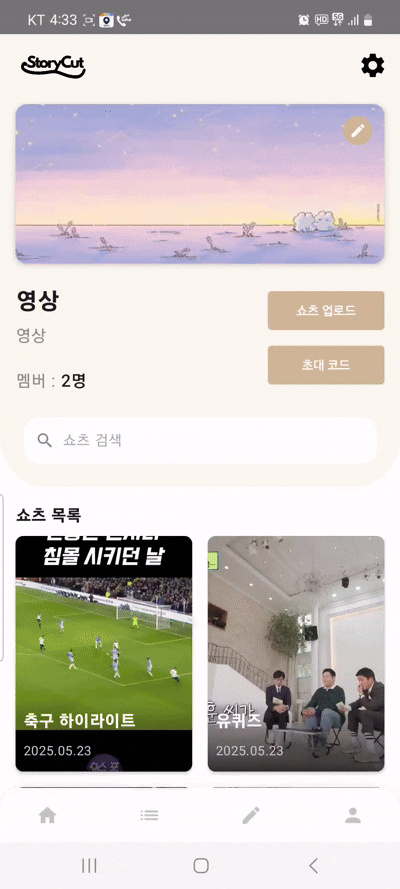 KT 4:33
StoryCut
영상
쇼츠 업로드
영상
초대 코드
멤버 : 2명
쇼츠 검색
쇼츠 목록
침몰 시키던 날
축구 하이라이트
유퀴즈
2025.05.23
2025.05.23